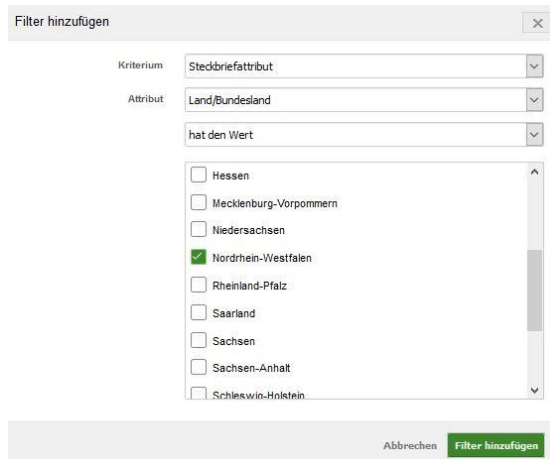 Filter hinzufügen
Kriterium Steckbriefattribut
Attribut Land/Bundesland
hat den Wert
Hessen
Mecklenburg-Vorpommern
Niedersachsen
Nordrhein-Westfalen
Rheinland-Pfalz
Saarland
Sachsen
Sachsen-Anhalt
Schleswig-Holstein
Abbrechen Filter hinzufügen